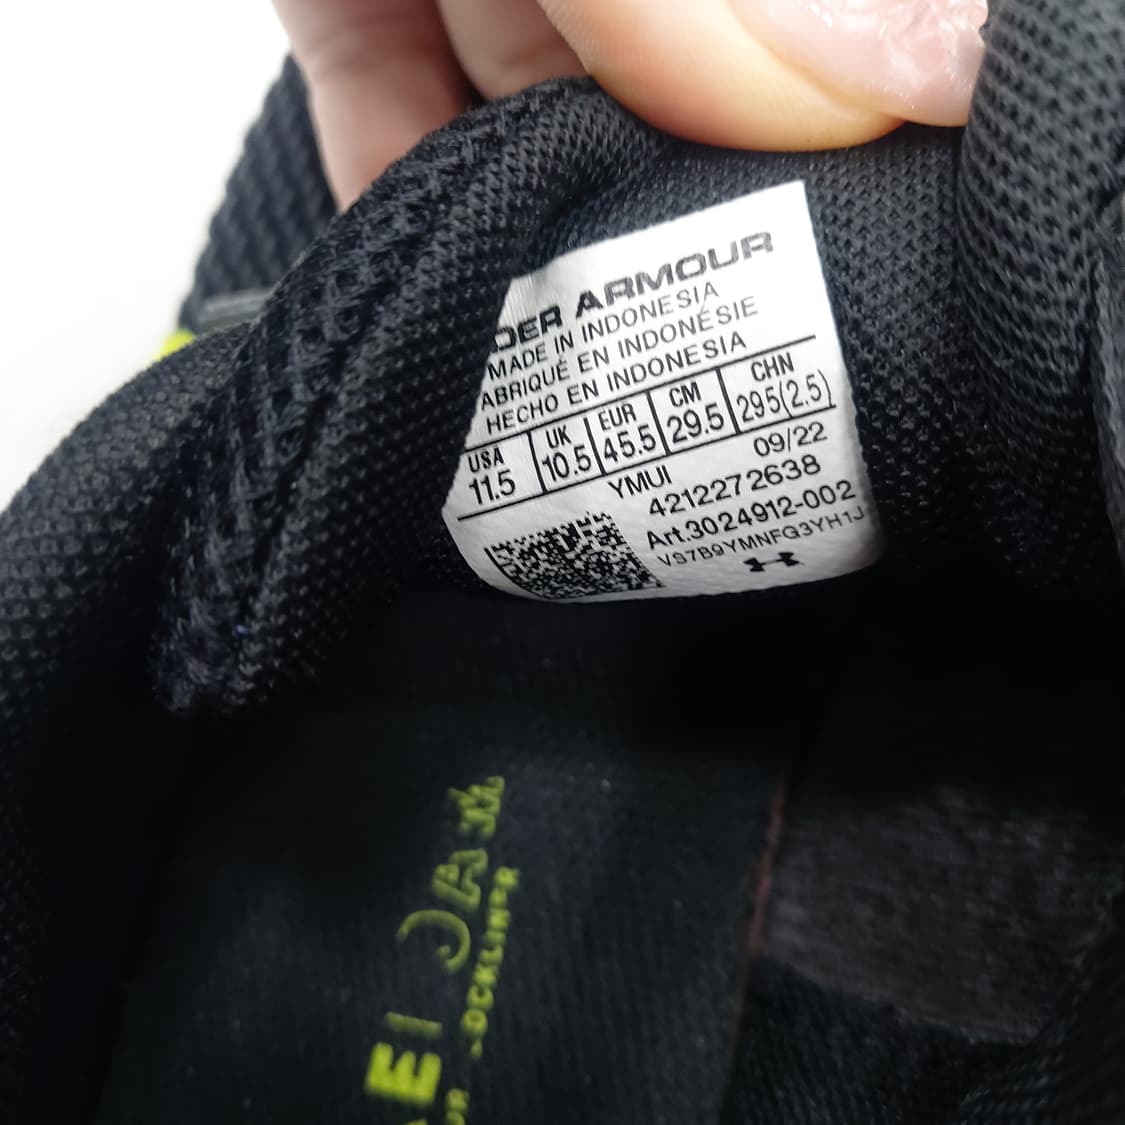 DER ARMOUR
MADE IN INDONESIA
ABRIQUÉ EN INDONÉSIE
HECHO EN INDONESIA
USA UK EUR CM CHN
11.5 10.5 45.5 29.5 295(2.5)
09/22
YMUI
4212272638
Art.3024912-002
VS7B9YMNFG3YH1J